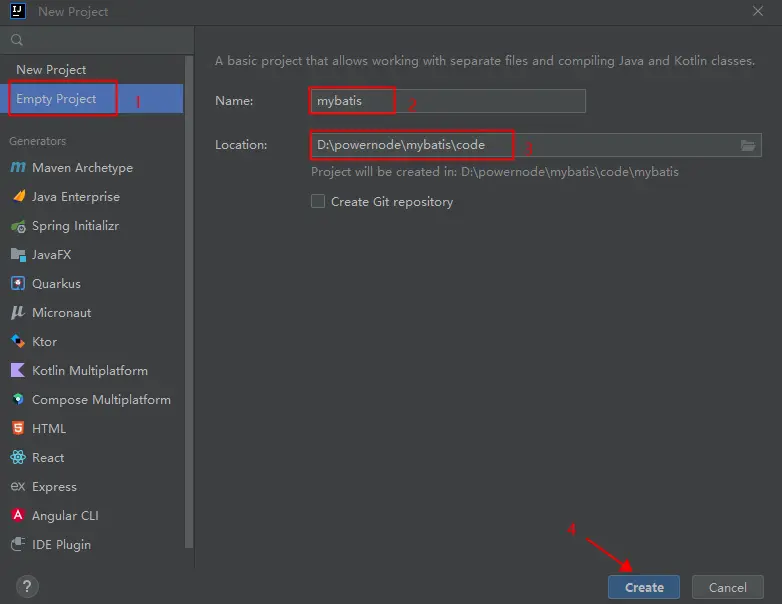 New Project
New Project
Empty Project 1
Generators
Maven Archetype
Java Enterprise
Spring Initializr
JavaFX
Quarkus
Micronaut
Ktor
Kotlin Multiplatform
Compose Multiplatform
HTML
React
ex Express
Angular CLI
IDE Plugin
?
A basic project that allows working with separate files and compiling Java and Kotlin classes.
Name: mybatis 2
Location: D:\powernode\mybatis\code 3
Project will be created in: D:\powernode\mybatis\code\mybatis
Create Git repository
4
Create Cancel